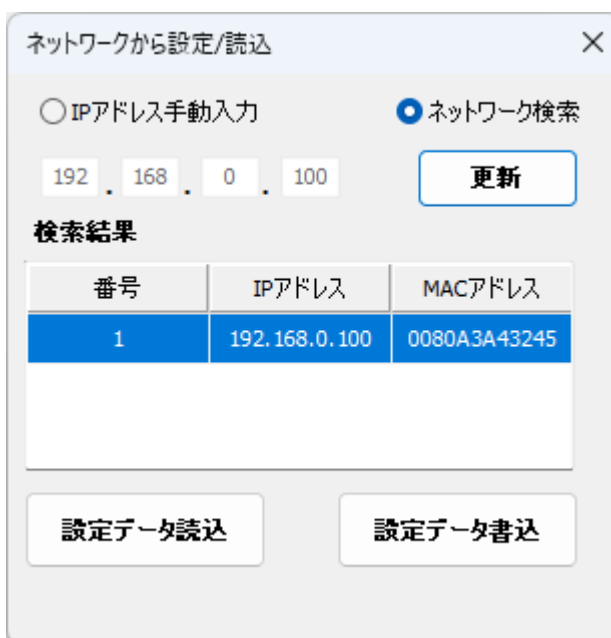 ネットワークから設定/読込
IPアドレス手動入力 ネットワーク検索
192 . 168 . 0 . 100 更新
検索結果
番号 IPアドレス MACアドレス
1 192.168.0.100 0080A3A43245
設定データ読込 設定データ書込